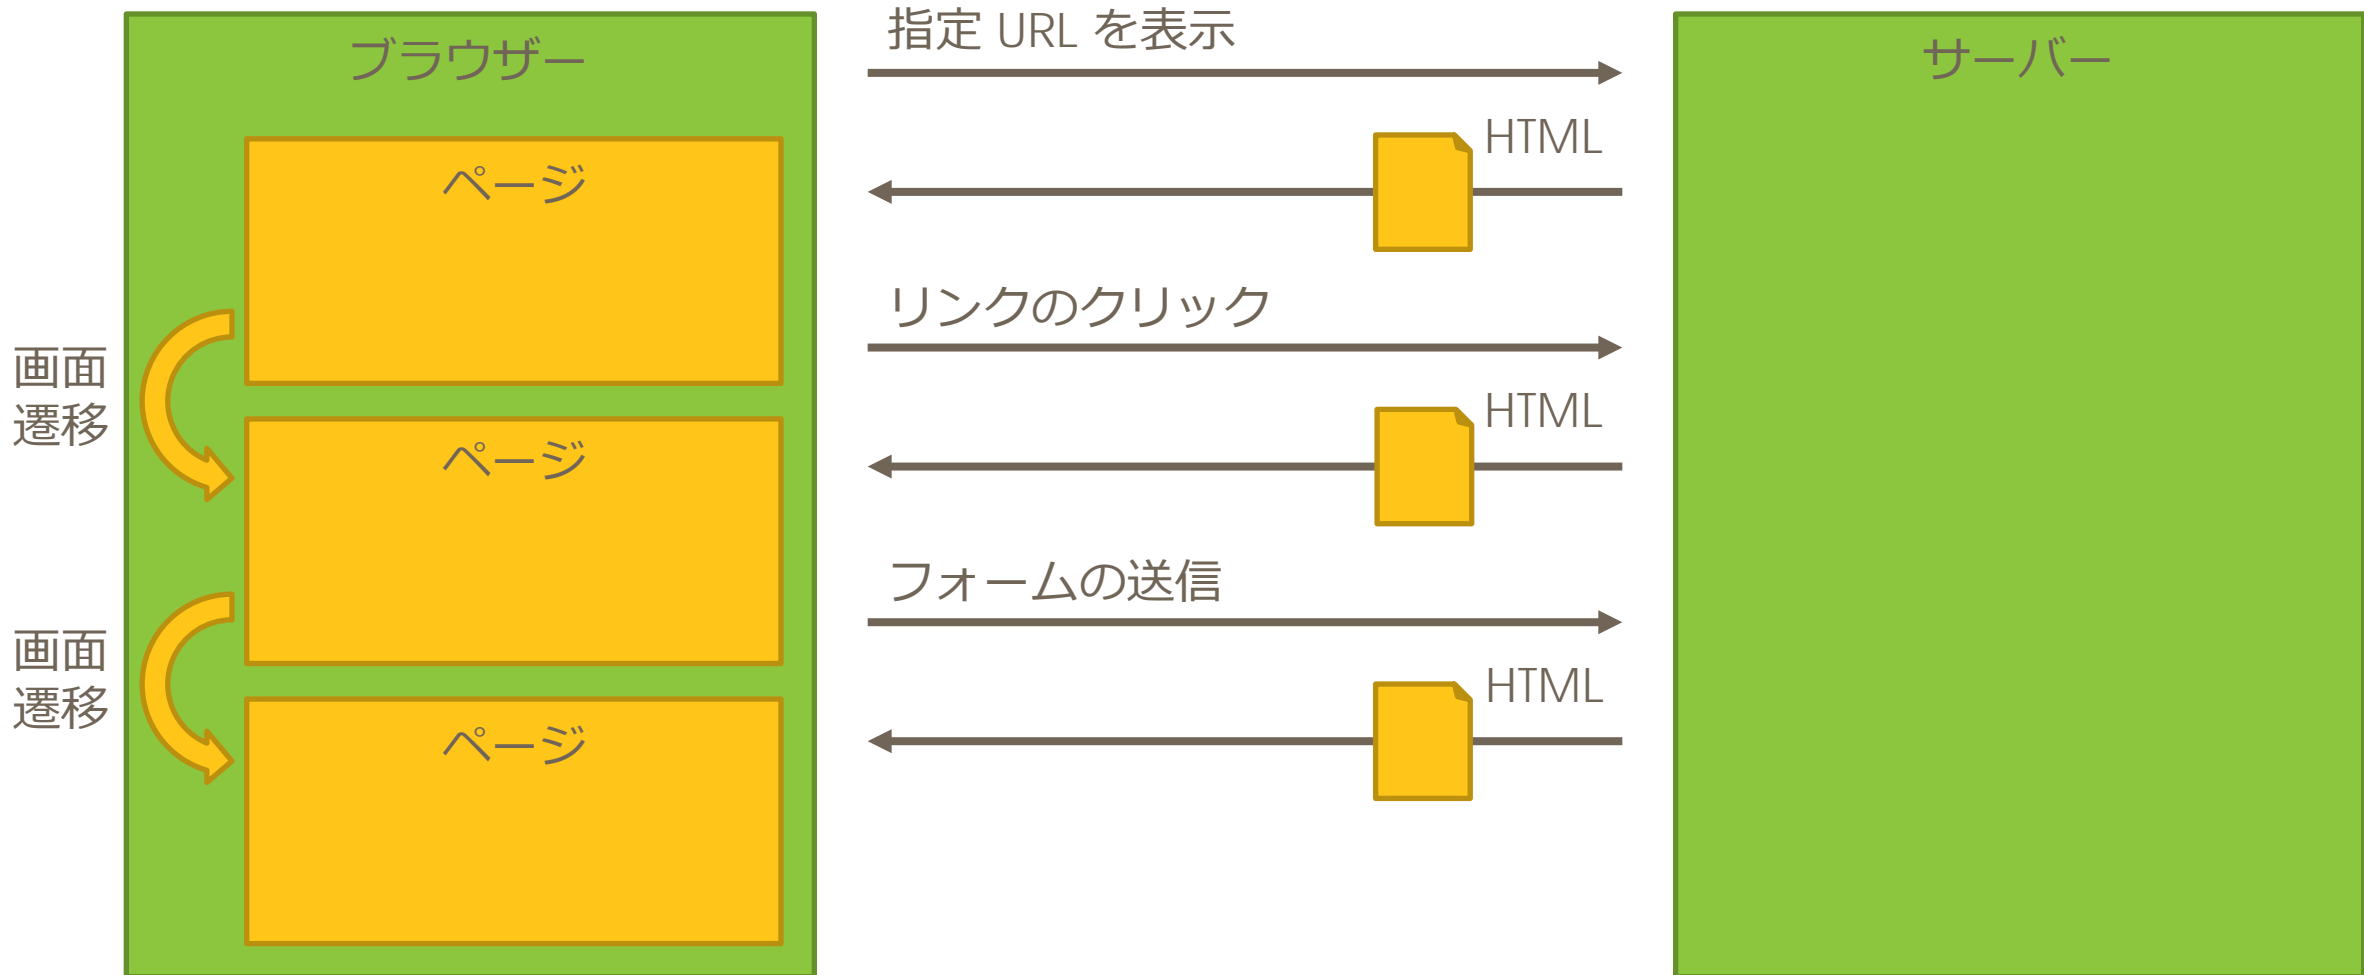 ブラウザー
ページ
画面
遷移
ページ
画面
遷移
ページ
指定 URL を表示
HTML
リンクのクリック
HTML
フォームの送信
HTML
サーバー